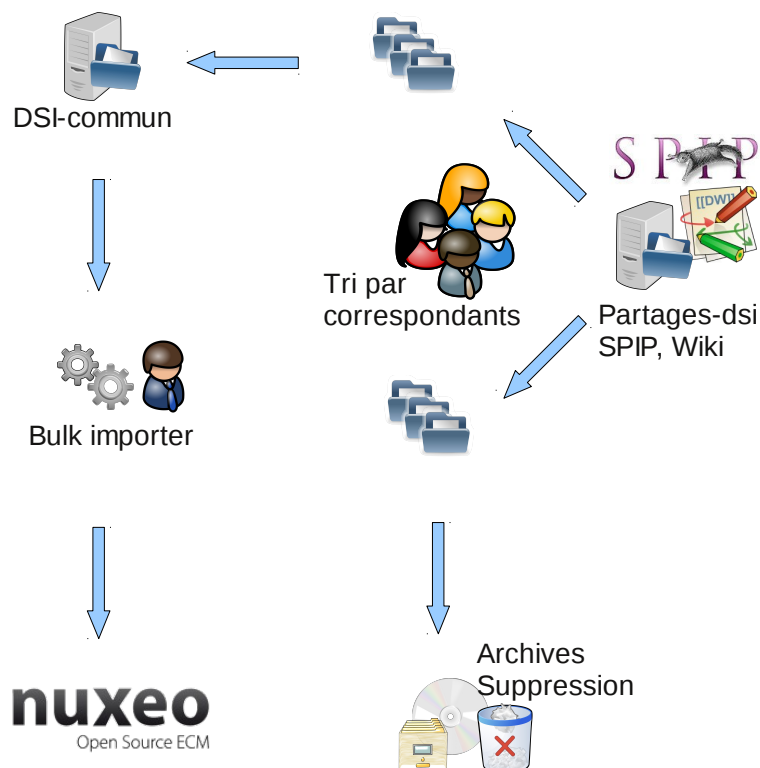 DSI-commun
SPIP
[[DW]]
Tri par
correspondants
Partages-dsi
SPIP, Wiki
Bulk importer
Archives
Suppression
nuxeo
Open Source ECM